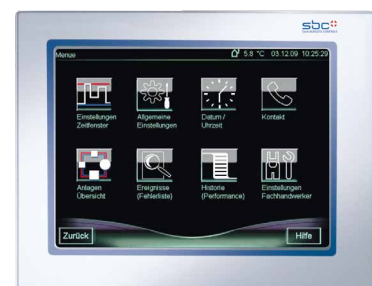 sbc
Menue
5.8 °C 03.12.09 10:25:29
Einstellungen
Zeitfenster
Allgemeine
Einstellungen
Datum /
Uhrzeit
Kontakt
Anlagen
Übersicht
Ereignisse
(Fehlerliste)
Historie
(Performance)
Einstellungen
Fachhandwerker
Zurück
Hilfe